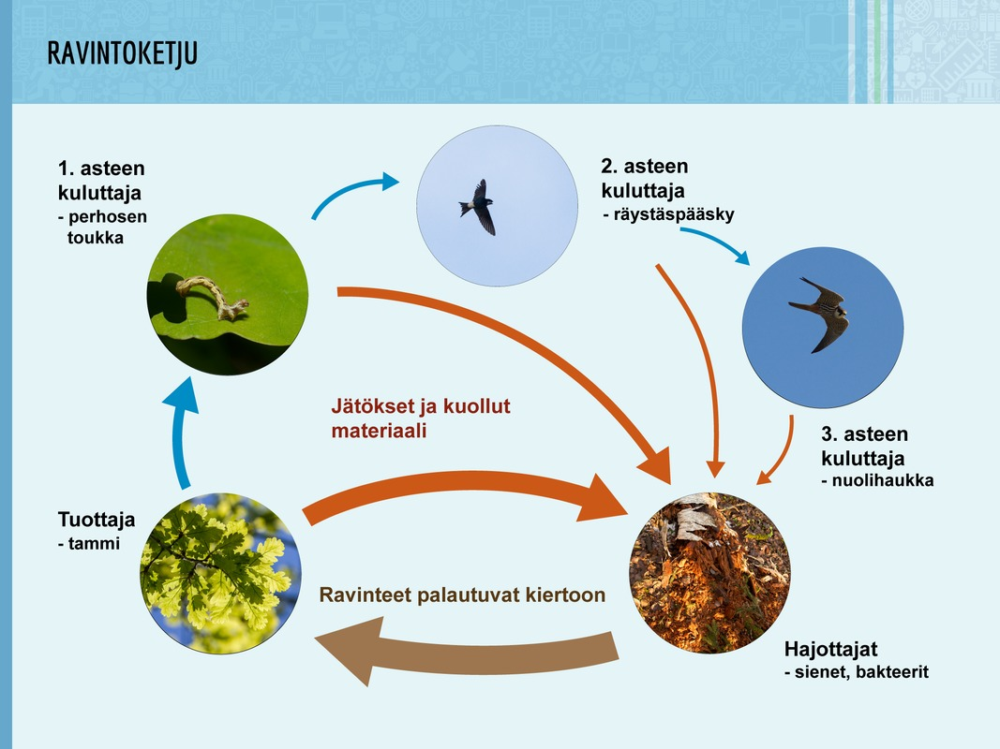 RAVINTOKETJU
1. asteen
kuluttaja
- perhosen
toukka
2. asteen
kuluttaja
- räystäspääsky
Jätökset ja kuollut
materiaali
3. asteen
kuluttaja
- nuolihaukka
Tuottaja
- tammi
Ravinteet palautuvat kiertoon
Hajottajat
- sienet, bakteerit